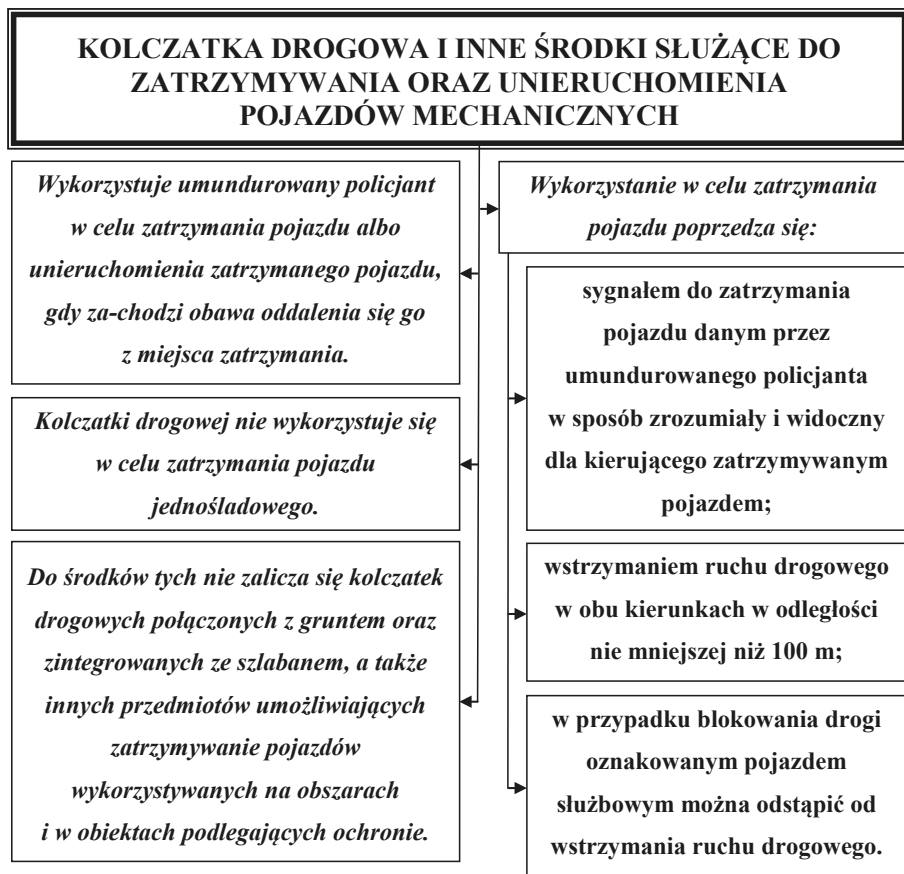 KOLCZATKA DROGOWA I INNE ŚRODKI SŁUŻĄCE DO
ZATRZYMYWANIA ORAZ UNIERUCHOMIENIA
POJAZDÓW MECHANICZNYCH
Wykorzystuje umundurowany policjant
w celu zatrzymania pojazdu albo
unieruchomienia zatrzymanego pojazdu,
gdy za-chodzi obawa oddalenia się go
z miejsca zatrzymania.
Kolczatki drogowej nie wykorzystuje się
w celu zatrzymania pojazdu
jednośladowego.
Do środków tych nie zalicza się kolczatek
drogowych połączonych z gruntem oraz
zintegrowanych ze szlabanem, a także
innych przedmiotów umożliwiających
zatrzymywanie pojazdów
wykorzystywanych na obszarach
i w obiektach podlegających ochronie.
Wykorzystanie w celu zatrzymania
pojazdu poprzedza się:
sygnałem do zatrzymania
pojazdu danym przez
umundurowanego policjanta
w sposób zrozumiały i widoczny
dla kierującego zatrzymywanym
pojazdem;
wstrzymaniem ruchu drogowego
w obu kierunkach w odległości
nie mniejszej niż 100 m;
w przypadku blokowania drogi
oznakowanym pojazdem
służbowym można odstąpić od
wstrzymania ruchu drogowego.